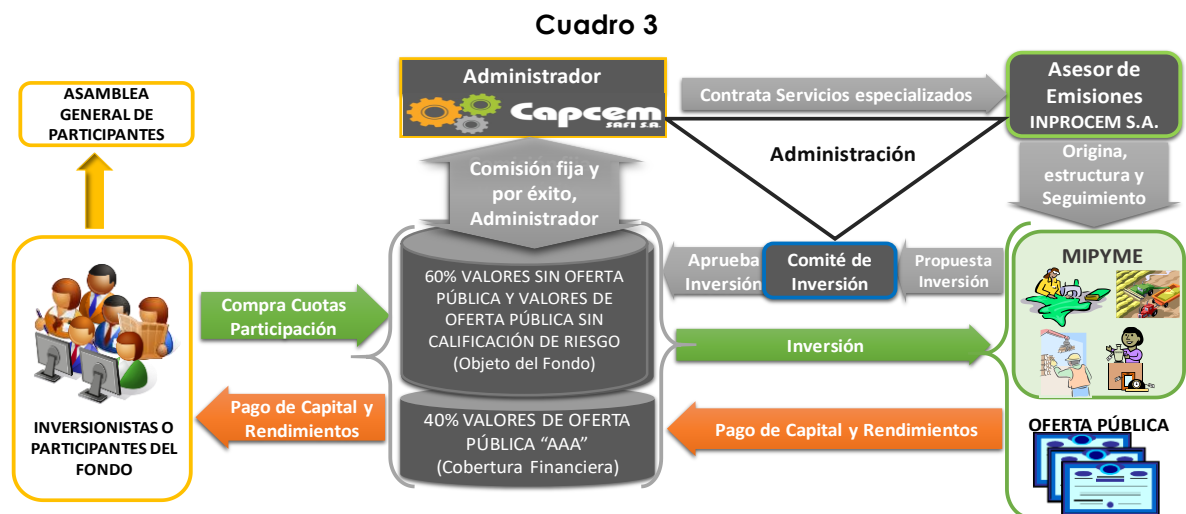 Cuadro 3
ASAMBLEA
GENERAL DE
PARTICIPANTES
Administrador
Capcem
SAFI S.A.
Contrata Servicios especializados
Asesor de
Emisiones
INPROCEM S.A.
Administración
Comisión fija y
por éxito,
Administrador
Origina,
estructura y
Seguimiento
Aprueba
Inversión
Comité de
Inversión
Propuesta
Inversión
MIPYME
Compra Cuotas
Participación
60% VALORES SIN OFERTA
PÚBLICA Y VALORES DE
OFERTA PÚBLICA SIN
CALIFICACIÓN DE RIESGO
(Objeto del Fondo)
Inversión
Pago de Capital y
Rendimientos
40% VALORES DE OFERTA
PÚBLICA “AAA”
(Cobertura Financiera)
Pago de Capital y Rendimientos
OFERTA PÚBLICA
INVERSIONISTAS O
PARTICIPANTES DEL
FONDO